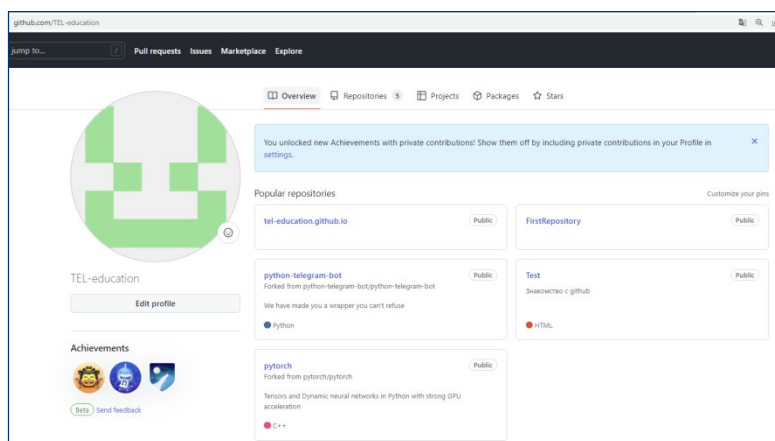 github.com/TEL-education
jump to... / Pull requests Issues Marketplace Explore
Overview Repositories 5 Projects Packages Stars
You unlocked new Achievements with private contributions! Show them off by including private contributions in your Profile in
settings.
Popular repositories Customize your pins
tel-education.github.io Public
FirstRepository Public
TEL-education
Edit profile
python-telegram-bot Public
Forked from python-telegram-bot/python-telegram-bot
We have made you a wrapper you can't refuse
Python
Test Public
Знакомство с github
HTML
Achievements
Beta Send feedback
pytorch Public
Forked from pytorch/pytorch
Tensors and Dynamic neural networks in Python with strong GPU
acceleration
C++